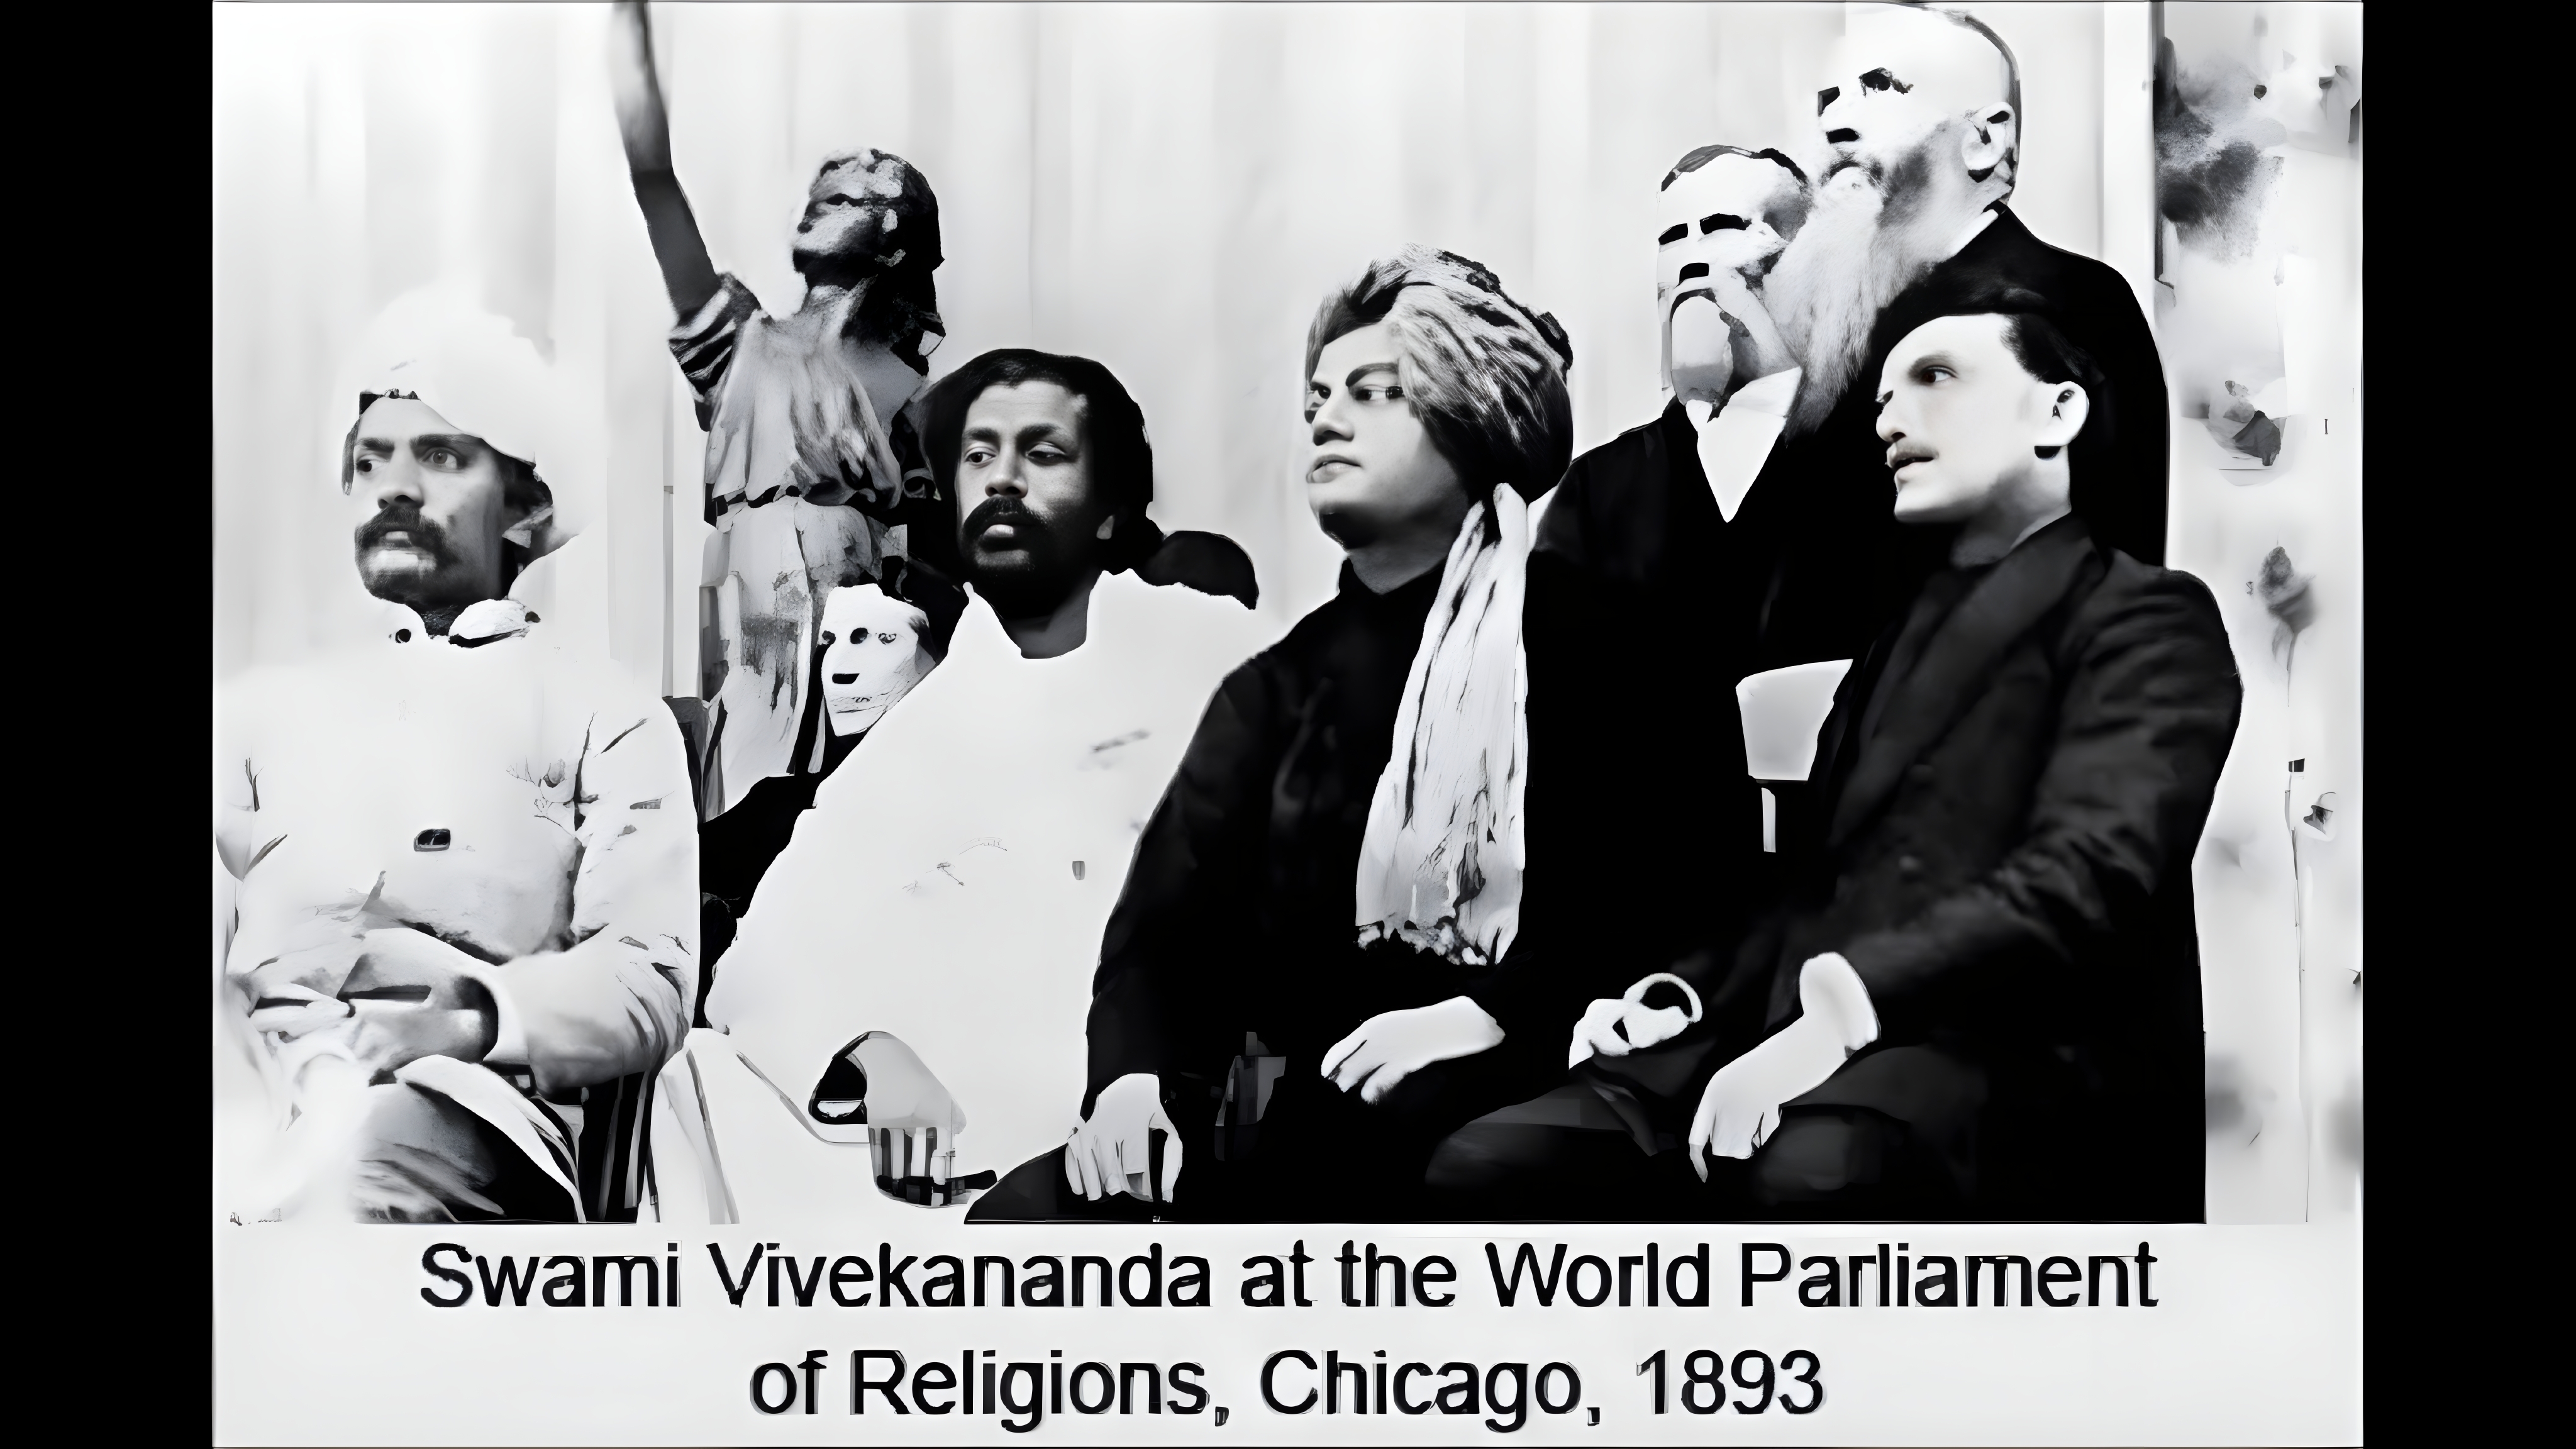 Swami Vivekananda at the World Parliament
of Religions, Chicago, 1893